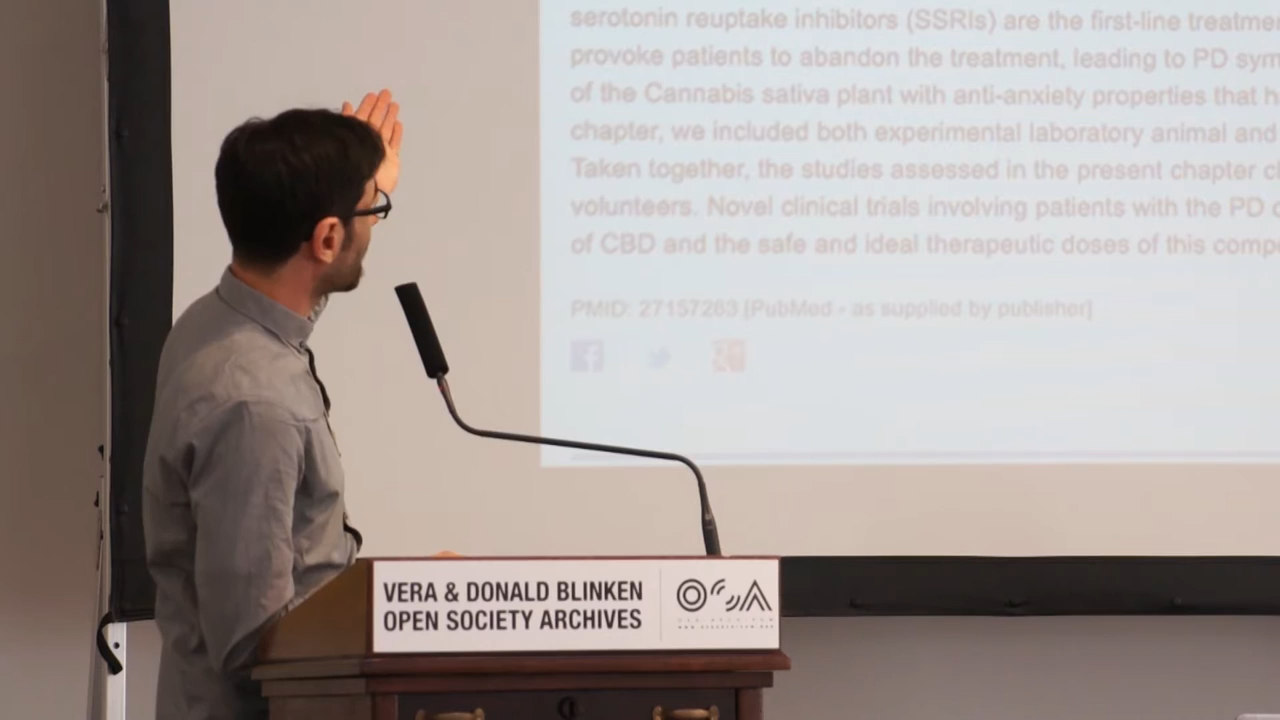 serotonin reuptake inhibitors (SSRIs) are the first-line treatme
provoke patients to abandon the treatment, leading to PD sym
of the Cannabis sativa plant with anti-anxiety properties that h
chapter, we included both experimental laboratory animal and
Taken together, the studies assessed in the present chapter cl
volunteers. Novel clinical trials involving patients with the PD
of CBD and the safe and ideal therapeutic doses of this comp
PMID: 27157263 [PubMed - as supplied by publisher]
VERA & DONALD BLINKEN
OPEN SOCIETY ARCHIVES